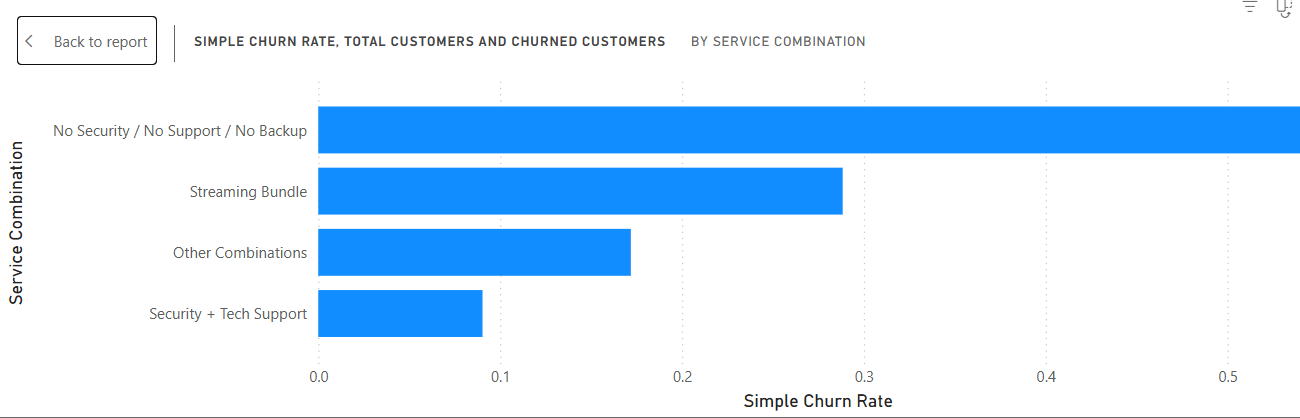 Back to report
SIMPLE CHURN RATE, TOTAL CUSTOMERS AND CHURNED CUSTOMERS BY SERVICE COMBINATION
Service Combination
No Security / No Support / No Backup
Streaming Bundle
Other Combinations
Security + Tech Support
0.0 0.1 0.2 0.3 0.4 0.5
Simple Churn Rate